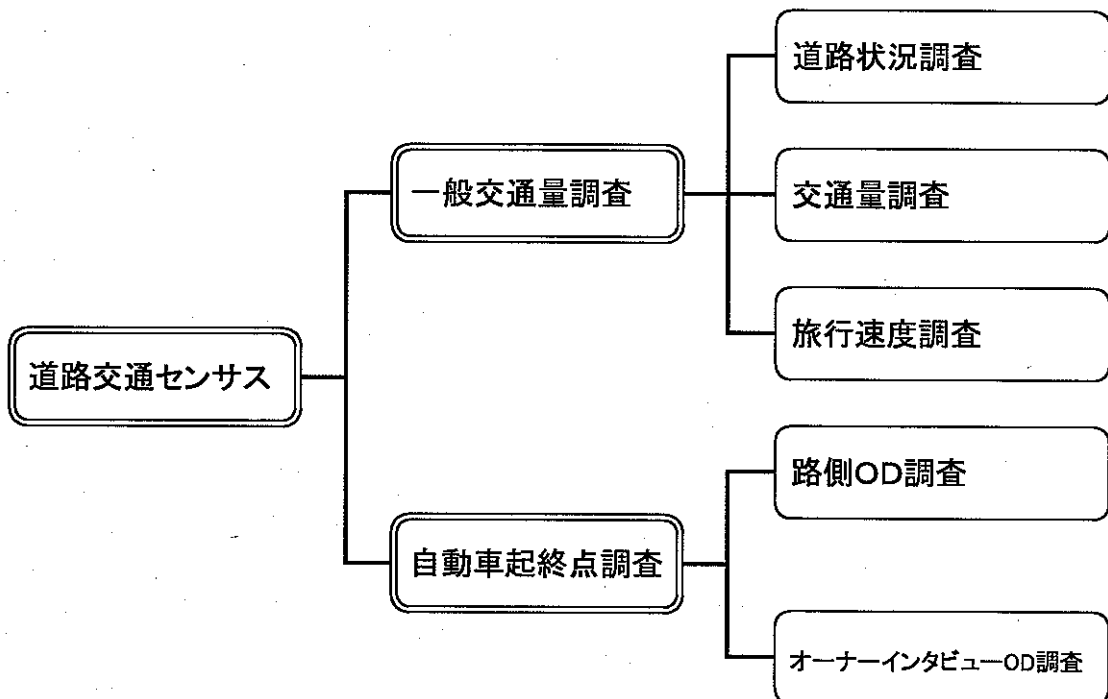 道路交通センサス
一般交通量調査
道路状況調査
交通量調査
旅行速度調査
自動車起終点調査
路側OD調査
オーナーインタビューOD調査